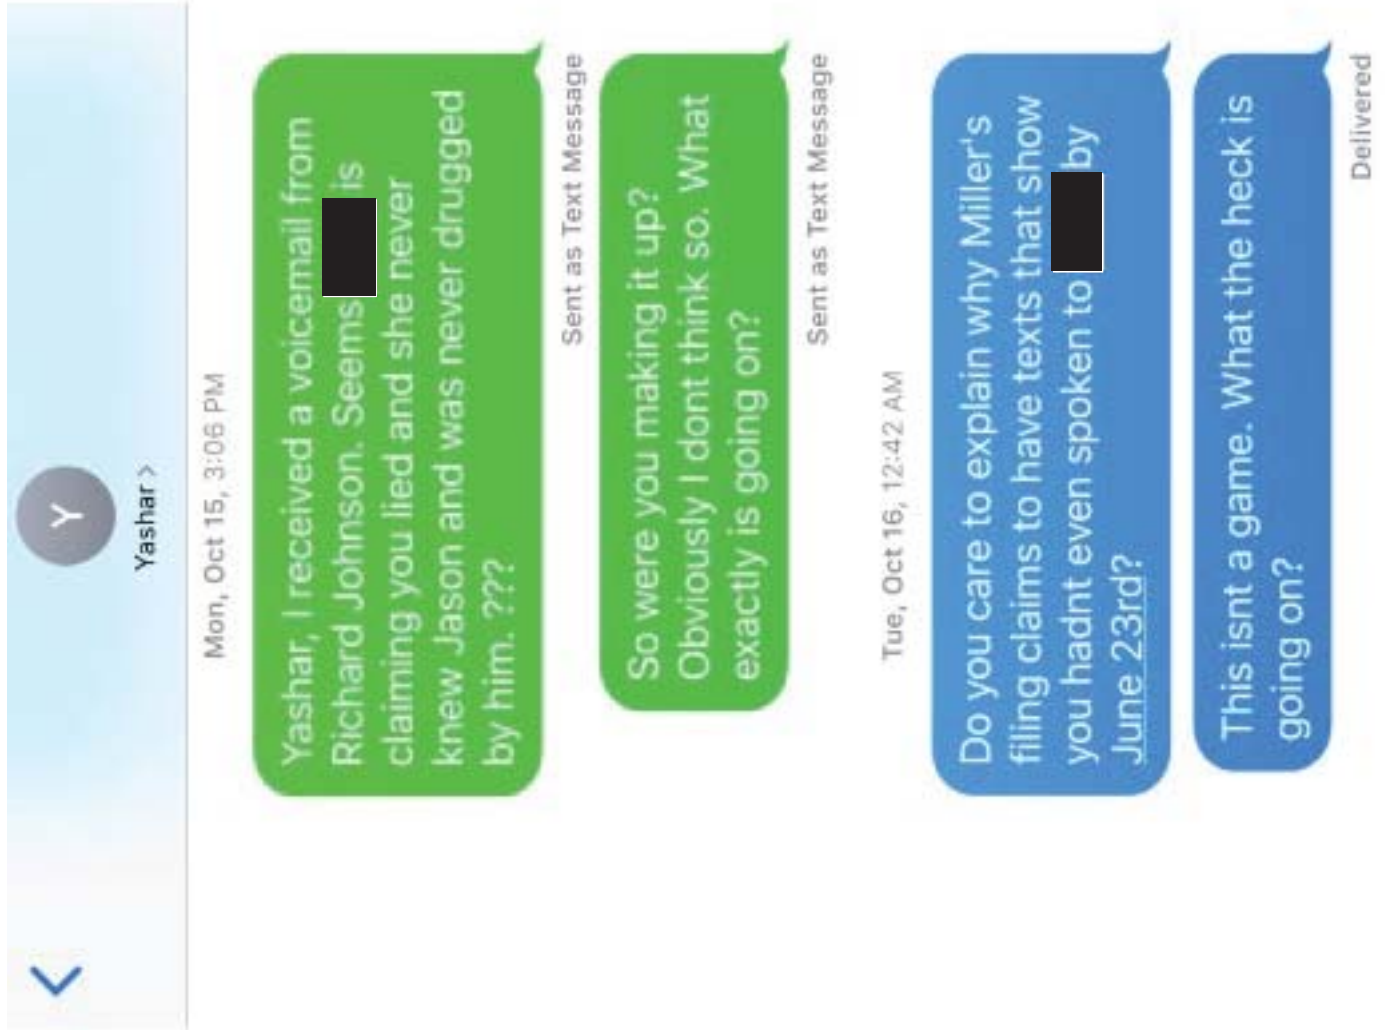 Y
Yashar >
Mon, Oct 15, 3:06 PM
Yashar, I received a voicemail from
Richard Johnson. Seems is
claiming you lied and she never
knew Jason and was never drugged
by him. ???
Sent as Text Message
So were you making it up?
Obviously I dont think so. What
exactly is going on?
Sent as Text Message
Tue, Oct 16, 12:42 AM
Do you care to explain why Miller's
filing claims to have texts that show
you hadnt even spoken to by
June 23rd?
This isnt a game. What the heck is
going on?
Delivered